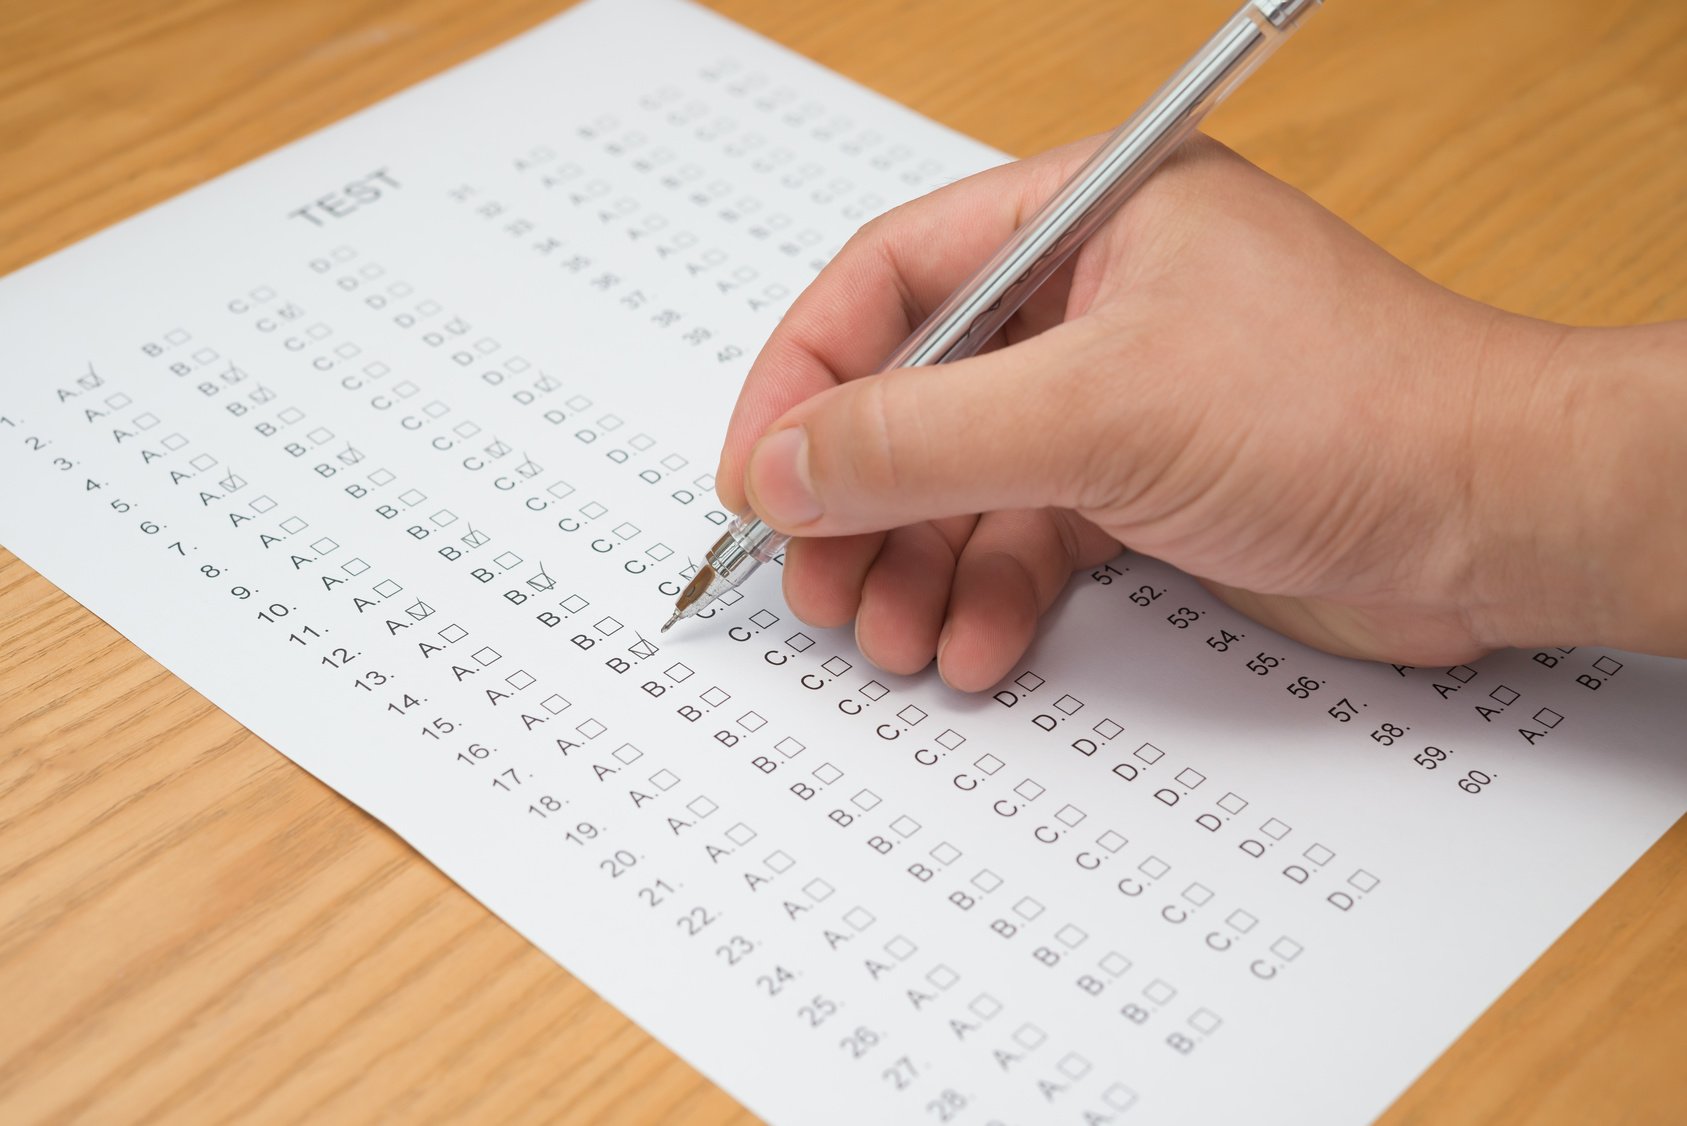 TEST
1. A. B. C. D.
2. A. B. C. D.
3. A. B. C. D.
4. A. B. C. D.
5. A. B. C. D.
6. A. B. C. D.
7. A. B. C. D.
8. A. B. C. D.
9. A. B. C. D.
10. A. B. C. D.
11. A. B. C. D.
12. A. B. C. D.
13. A. B. C. D.
14. A. B. C. D.
15. A. B. C.
16. A. B. C.
17. A. B. C.
18. A. B. C.
19. A. B. C.
20. A. B. C.
21. A. B. C.
22. A. B. C. D.
23. A. B. C. D.
24. A. B. C. D.
25. A. B. C. D.
26. A. B. C. D.
27. A. B. C. D.
28. A. B. C. D.
A. B. C. D.
A. B. C. D.
31. A.
32. A.
33. A.
34. A.
35. A.
36. A.
37. A.
38. A.
39. A.
40.
51.
52.
53.
54.
55.
56.
57.
58. A.
59. A. B.
60. A. B.